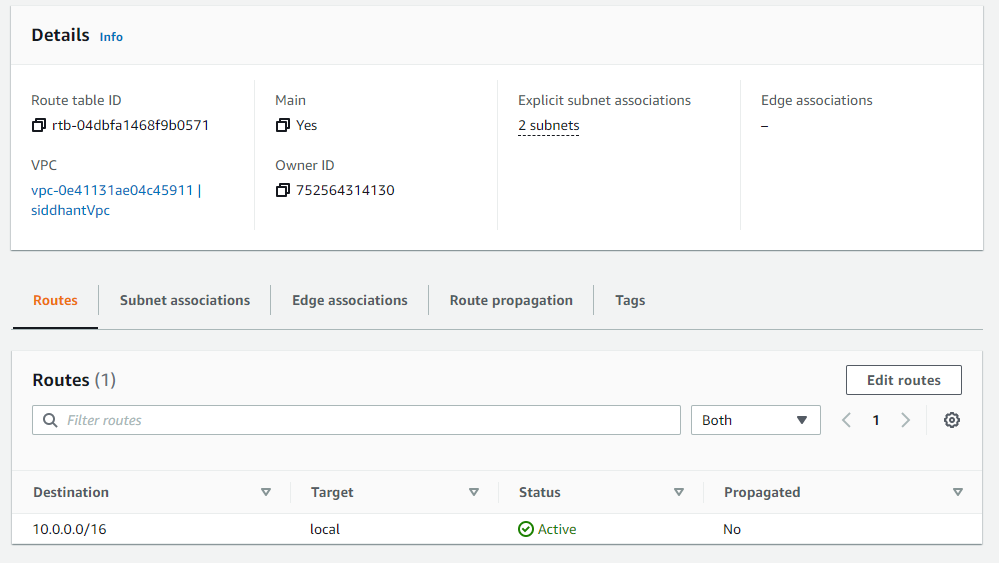 Details Info
Route table ID
rtb-04dbfa1468f9b0571
Main
Yes
Explicit subnet associations
2 subnets
Edge associations
–
VPC
vpc-0e41131ae04c45911 |
siddhantVpc
Owner ID
752564314130
Routes
Subnet associations
Edge associations
Route propagation
Tags
Routes (1)
Edit routes
Filter routes
Both
1
Destination
Target
Status
Propagated
10.0.0.0/16
local
Active
No